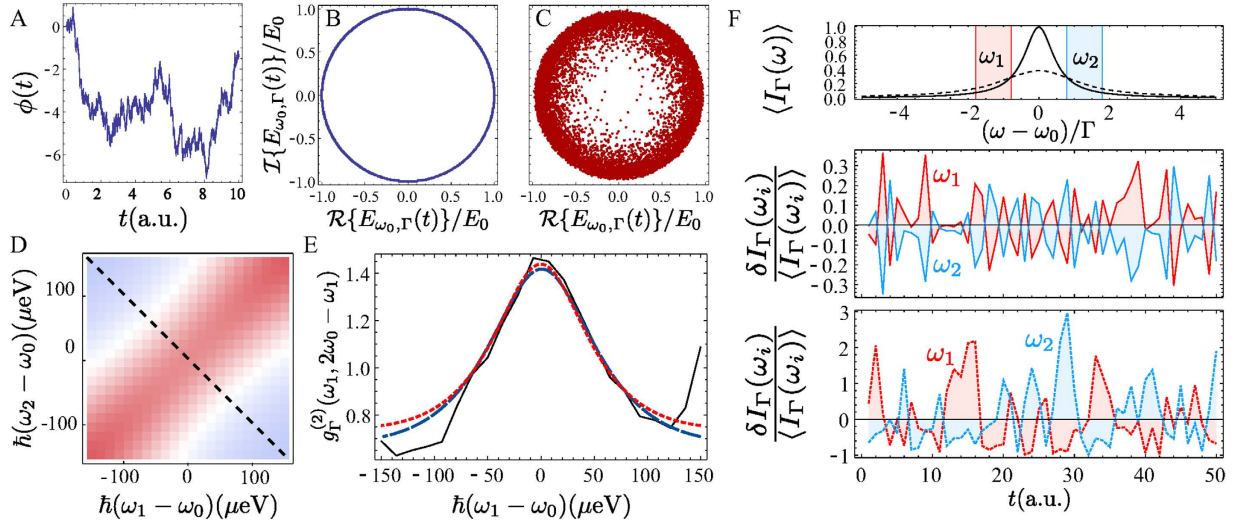 A
ϕ(t)
0
-2
-4
-6
0 2 4 6 8 10
t(a.u.)
B
ℐ{E_{ω₀,Γ}(t)}/E₀
1.0
0.5
0.0
-0.5
-1.0
-1.0 -0.5 0.0 0.5 1.0
ℛ{E_{ω₀,Γ}(t)}/E₀
C
-1.0 -0.5 0.0 0.5 1.0
ℛ{E_{ω₀,Γ}(t)}/E₀
D
ħ(ω₂ − ω₀)(μeV)
100
0
-100
-100 0 100
ħ(ω₁ − ω₀)(μeV)
E
g_Γ^{(2)}(ω₁, 2ω₀ − ω₁)
1.4
1.2
1.0
0.8
-150 -100 -50 0 50 100 150
ħ(ω₁ − ω₀)(μeV)
F
⟨I_Γ(ω)⟩
1.0
0.8
0.6
0.4
0.2
0.0
ω₁ ω₂
-4 -2 0 2 4
(ω − ω₀)/Γ
δI_Γ(ω_i)
⟨I_Γ(ω_i)⟩
0.3
0.2
0.1
0.0
-0.1
-0.2
-0.3
ω₁
ω₂
δI_Γ(ω_i)
⟨I_Γ(ω_i)⟩
3
2
1
0
-1
ω₁ ω₂
0 10 20 30 40 50
t(a.u.)